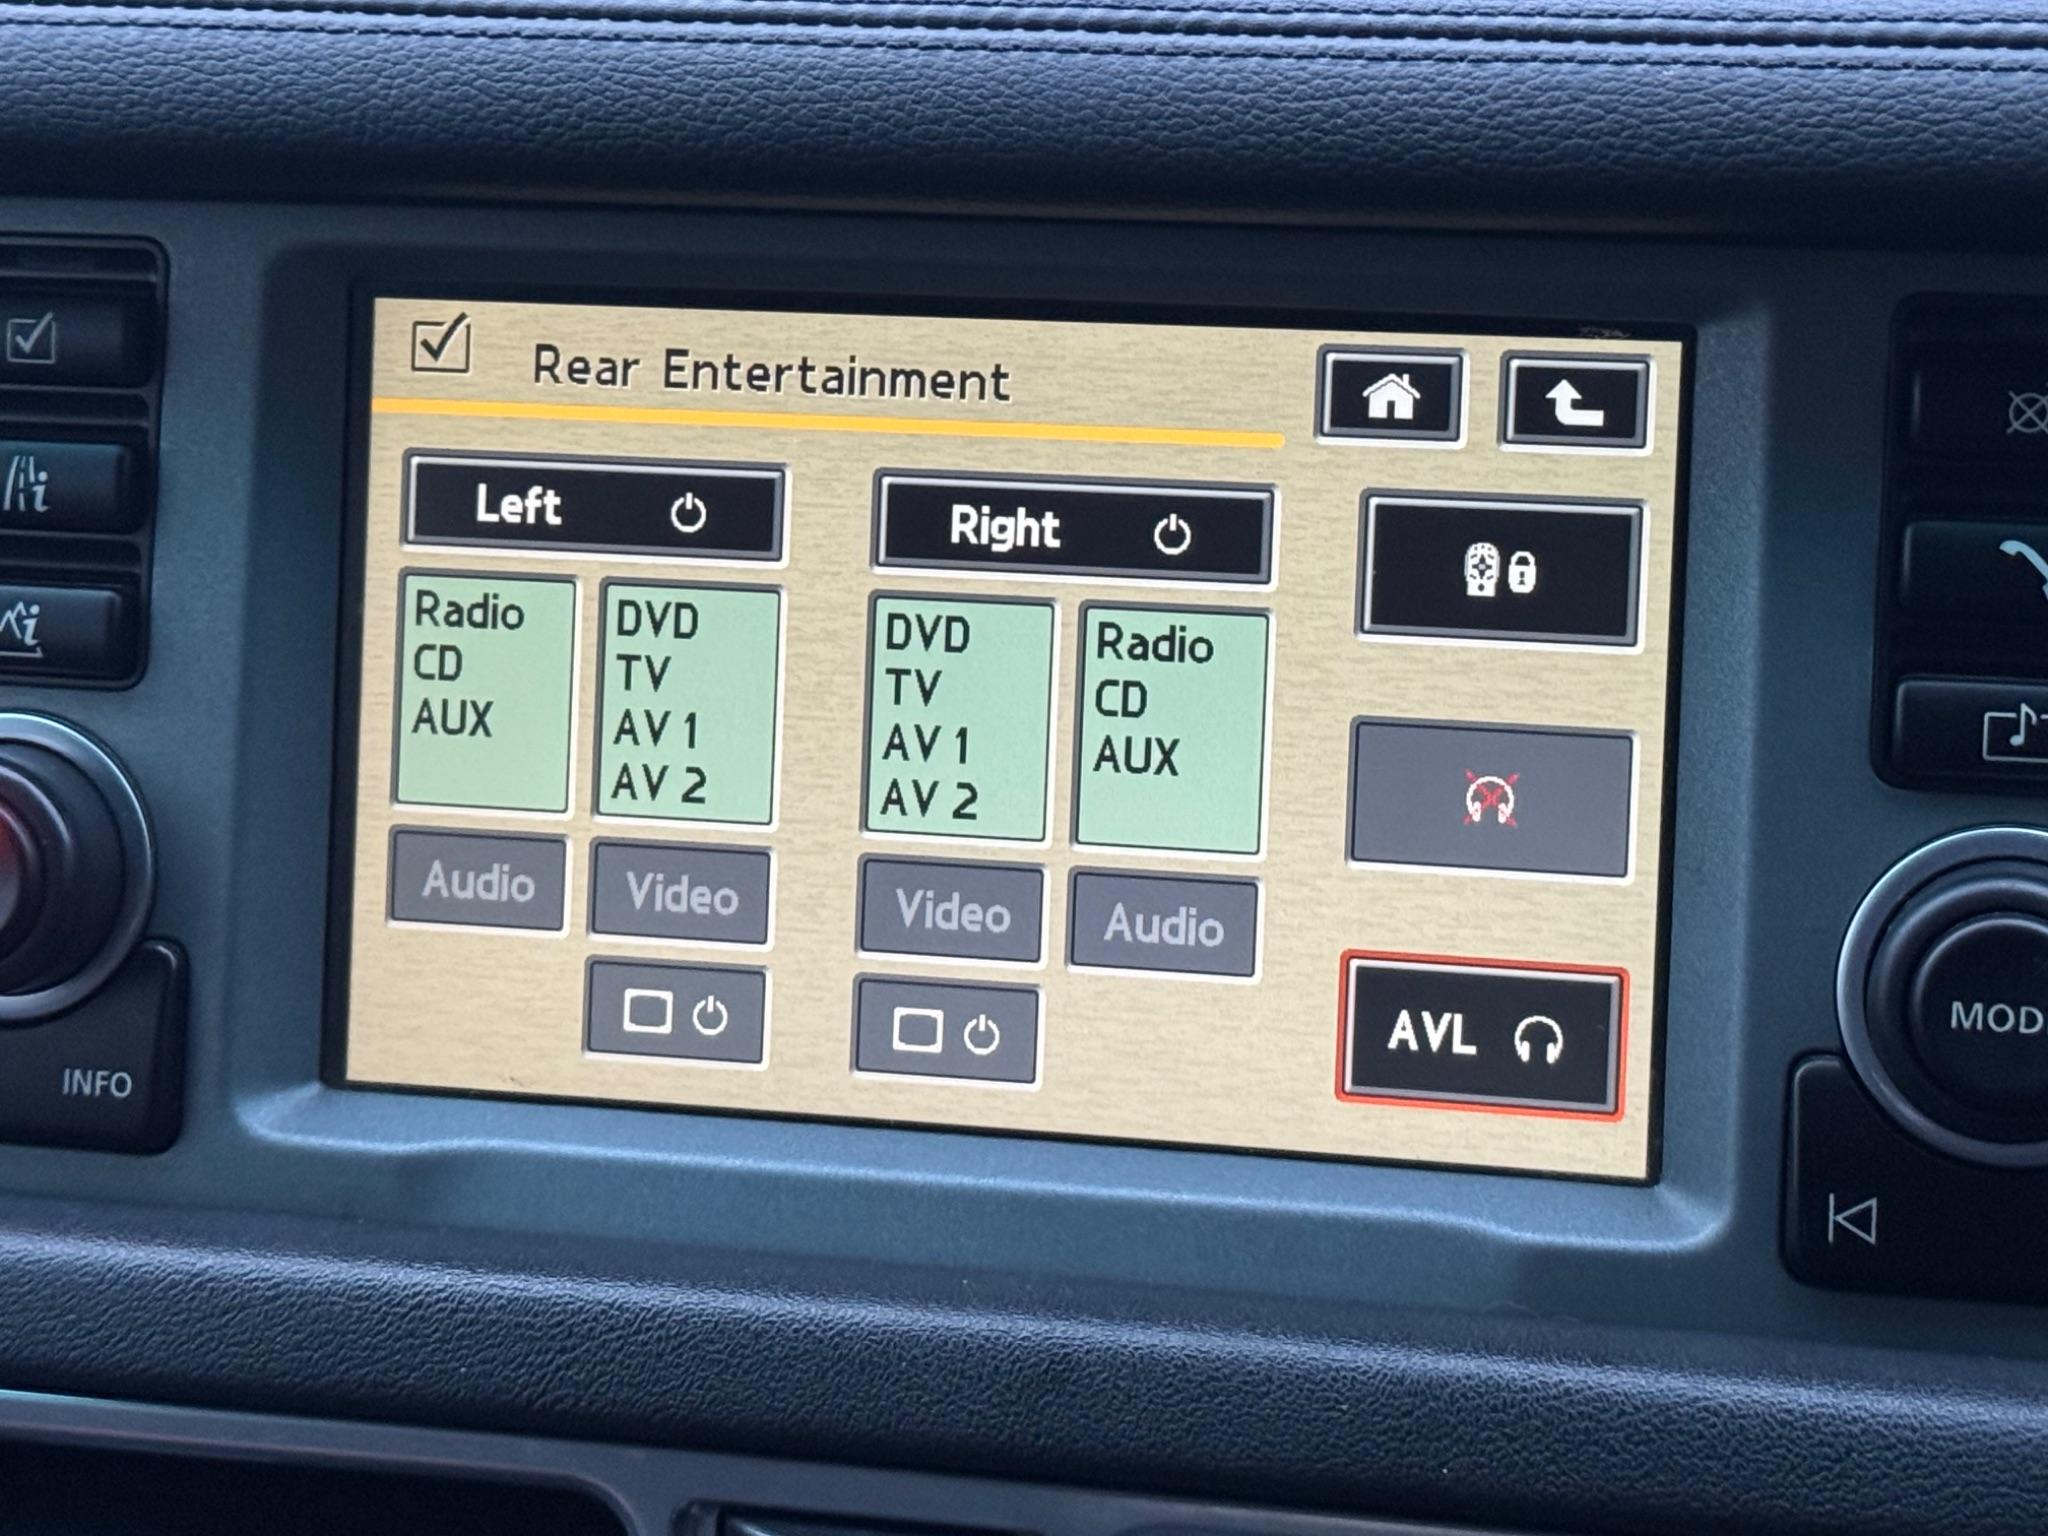 Rear Entertainment
Left
Right
Radio
CD
AUX
DVD
TV
AV 1
AV 2
DVD
TV
AV 1
AV 2
Radio
CD
AUX
Audio
Video
Video
Audio
AVL
INFO
MOD